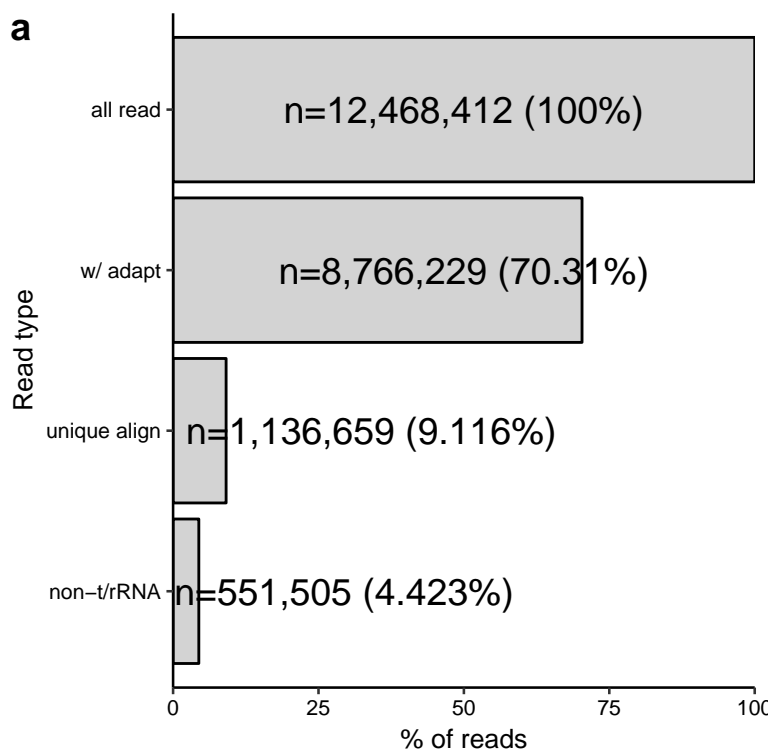 a
all read
n=12,468,412 (100%)
w/ adapt
n=8,766,229 (70.31%)
unique align
n=1,136,659 (9.116%)
non−t/rRNA
n=551,505 (4.423%)
Read type
0 25 50 75 100
% of reads